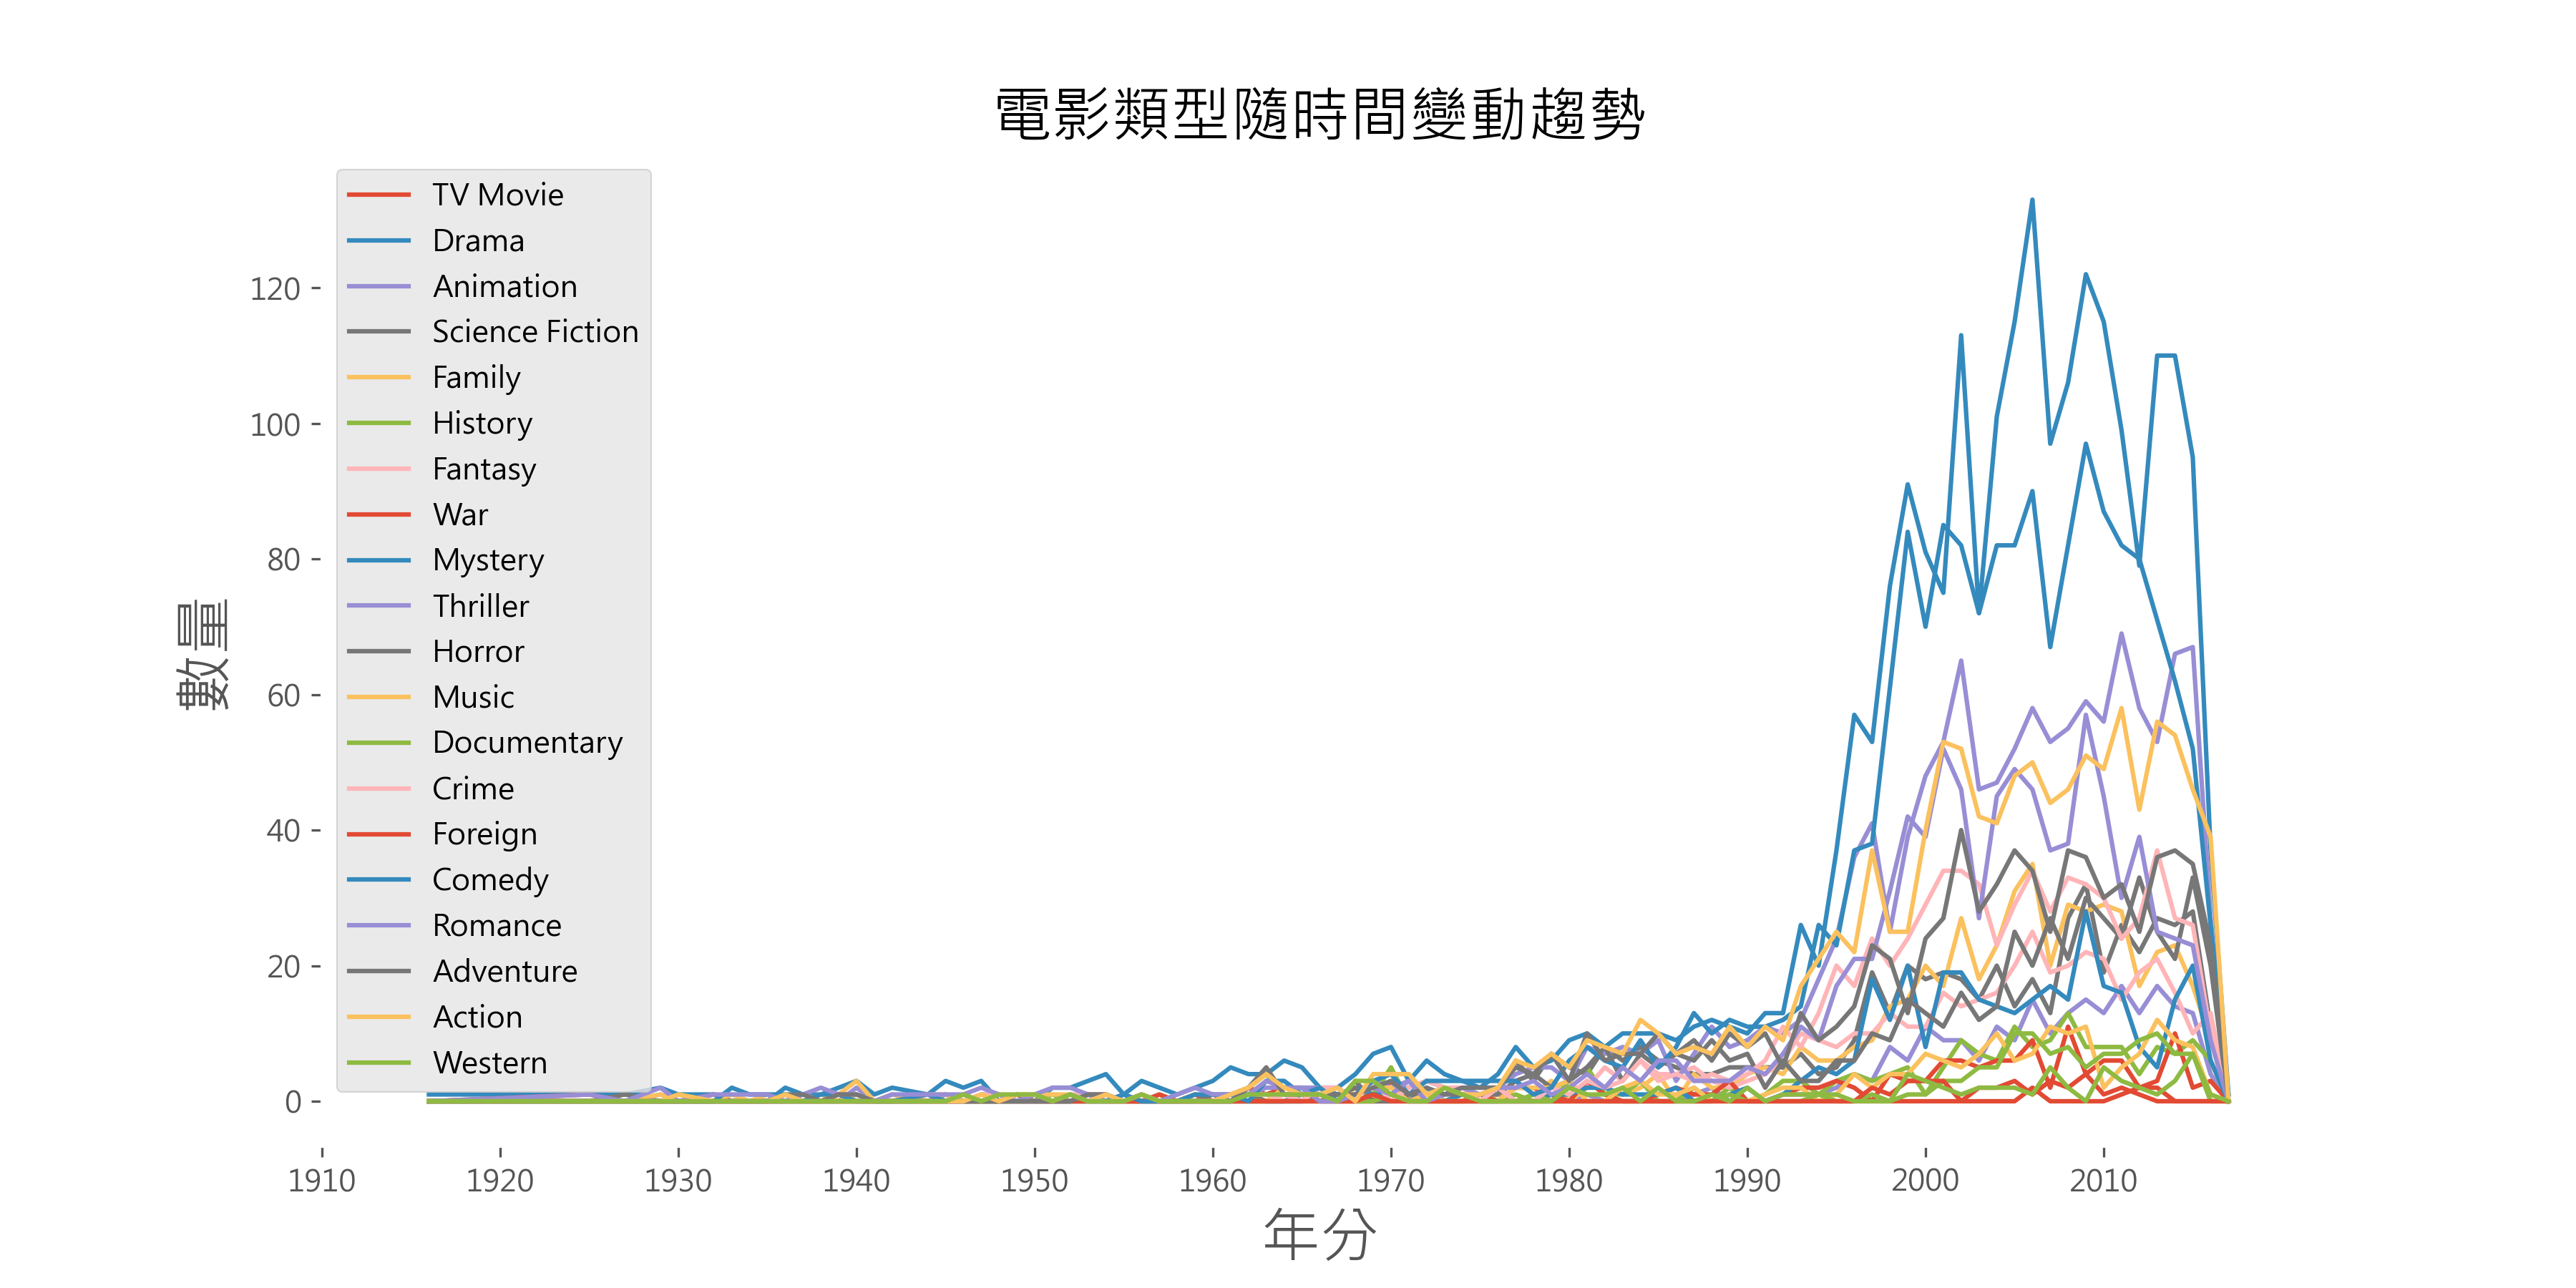 電影類型隨時間變動趨勢
TV Movie
Drama
Animation
Science Fiction
Family
History
Fantasy
War
Mystery
Thriller
Horror
Music
Documentary
Crime
Foreign
Comedy
Romance
Adventure
Action
Western
數量
120
100
80
60
40
20
0
1910 1920 1930 1940 1950 1960 1970 1980 1990 2000 2010
年分